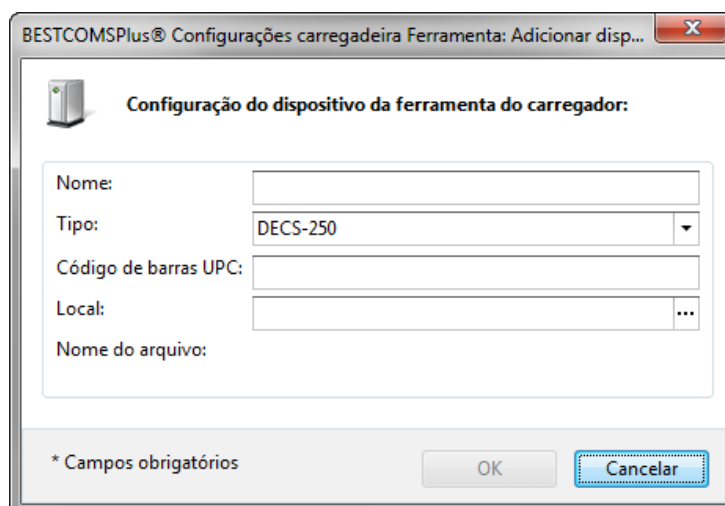 BESTCOMSPlus® Configurações carregadeira Ferramenta: Adicionar disp...
Configuração do dispositivo da ferramenta do carregador:
Nome:
Tipo: DECS-250
Código de barras UPC:
Local: ...
Nome do arquivo:
* Campos obrigatórios OK Cancelar